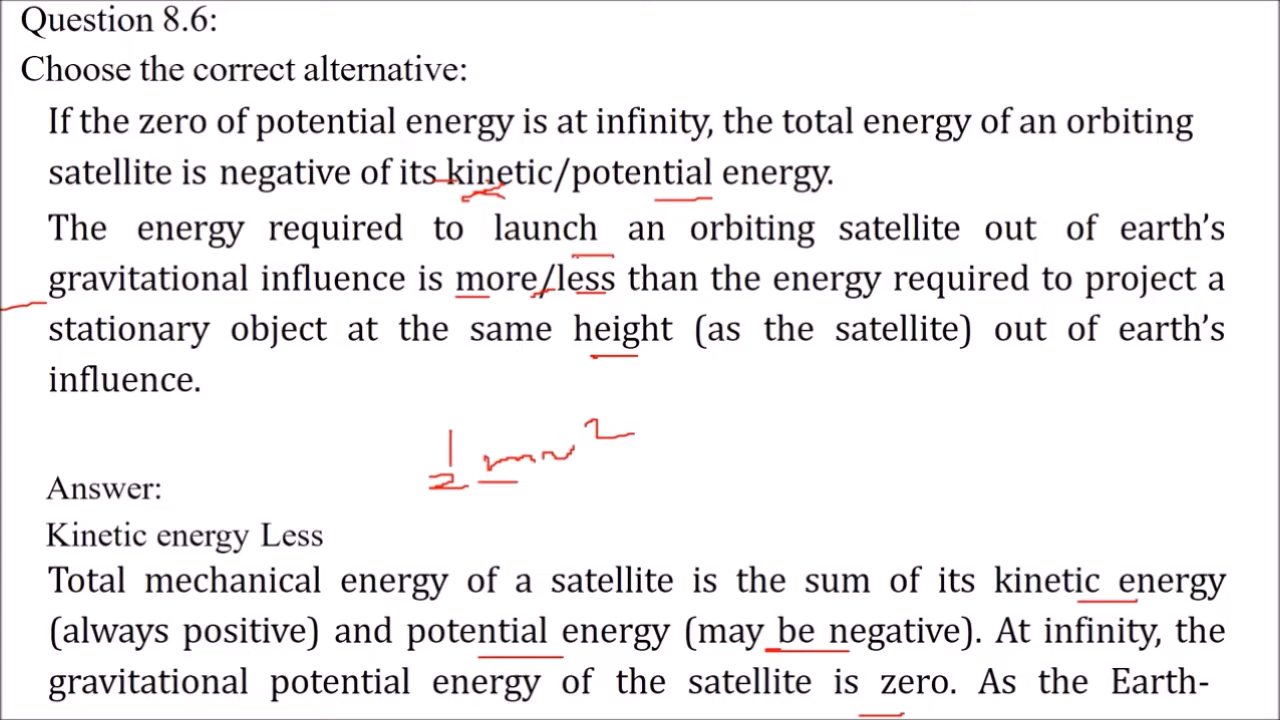 Question 8.6:
Choose the correct alternative:
If the zero of potential energy is at infinity, the total energy of an orbiting
satellite is negative of its kinetic/potential energy.
The energy required to launch an orbiting satellite out of earth’s
gravitational influence is more/less than the energy required to project a
stationary object at the same height (as the satellite) out of earth’s
influence.
1/2 mv²
Answer:
Kinetic energy Less
Total mechanical energy of a satellite is the sum of its kinetic energy
(always positive) and potential energy (may be negative). At infinity, the
gravitational potential energy of the satellite is zero. As the Earth-